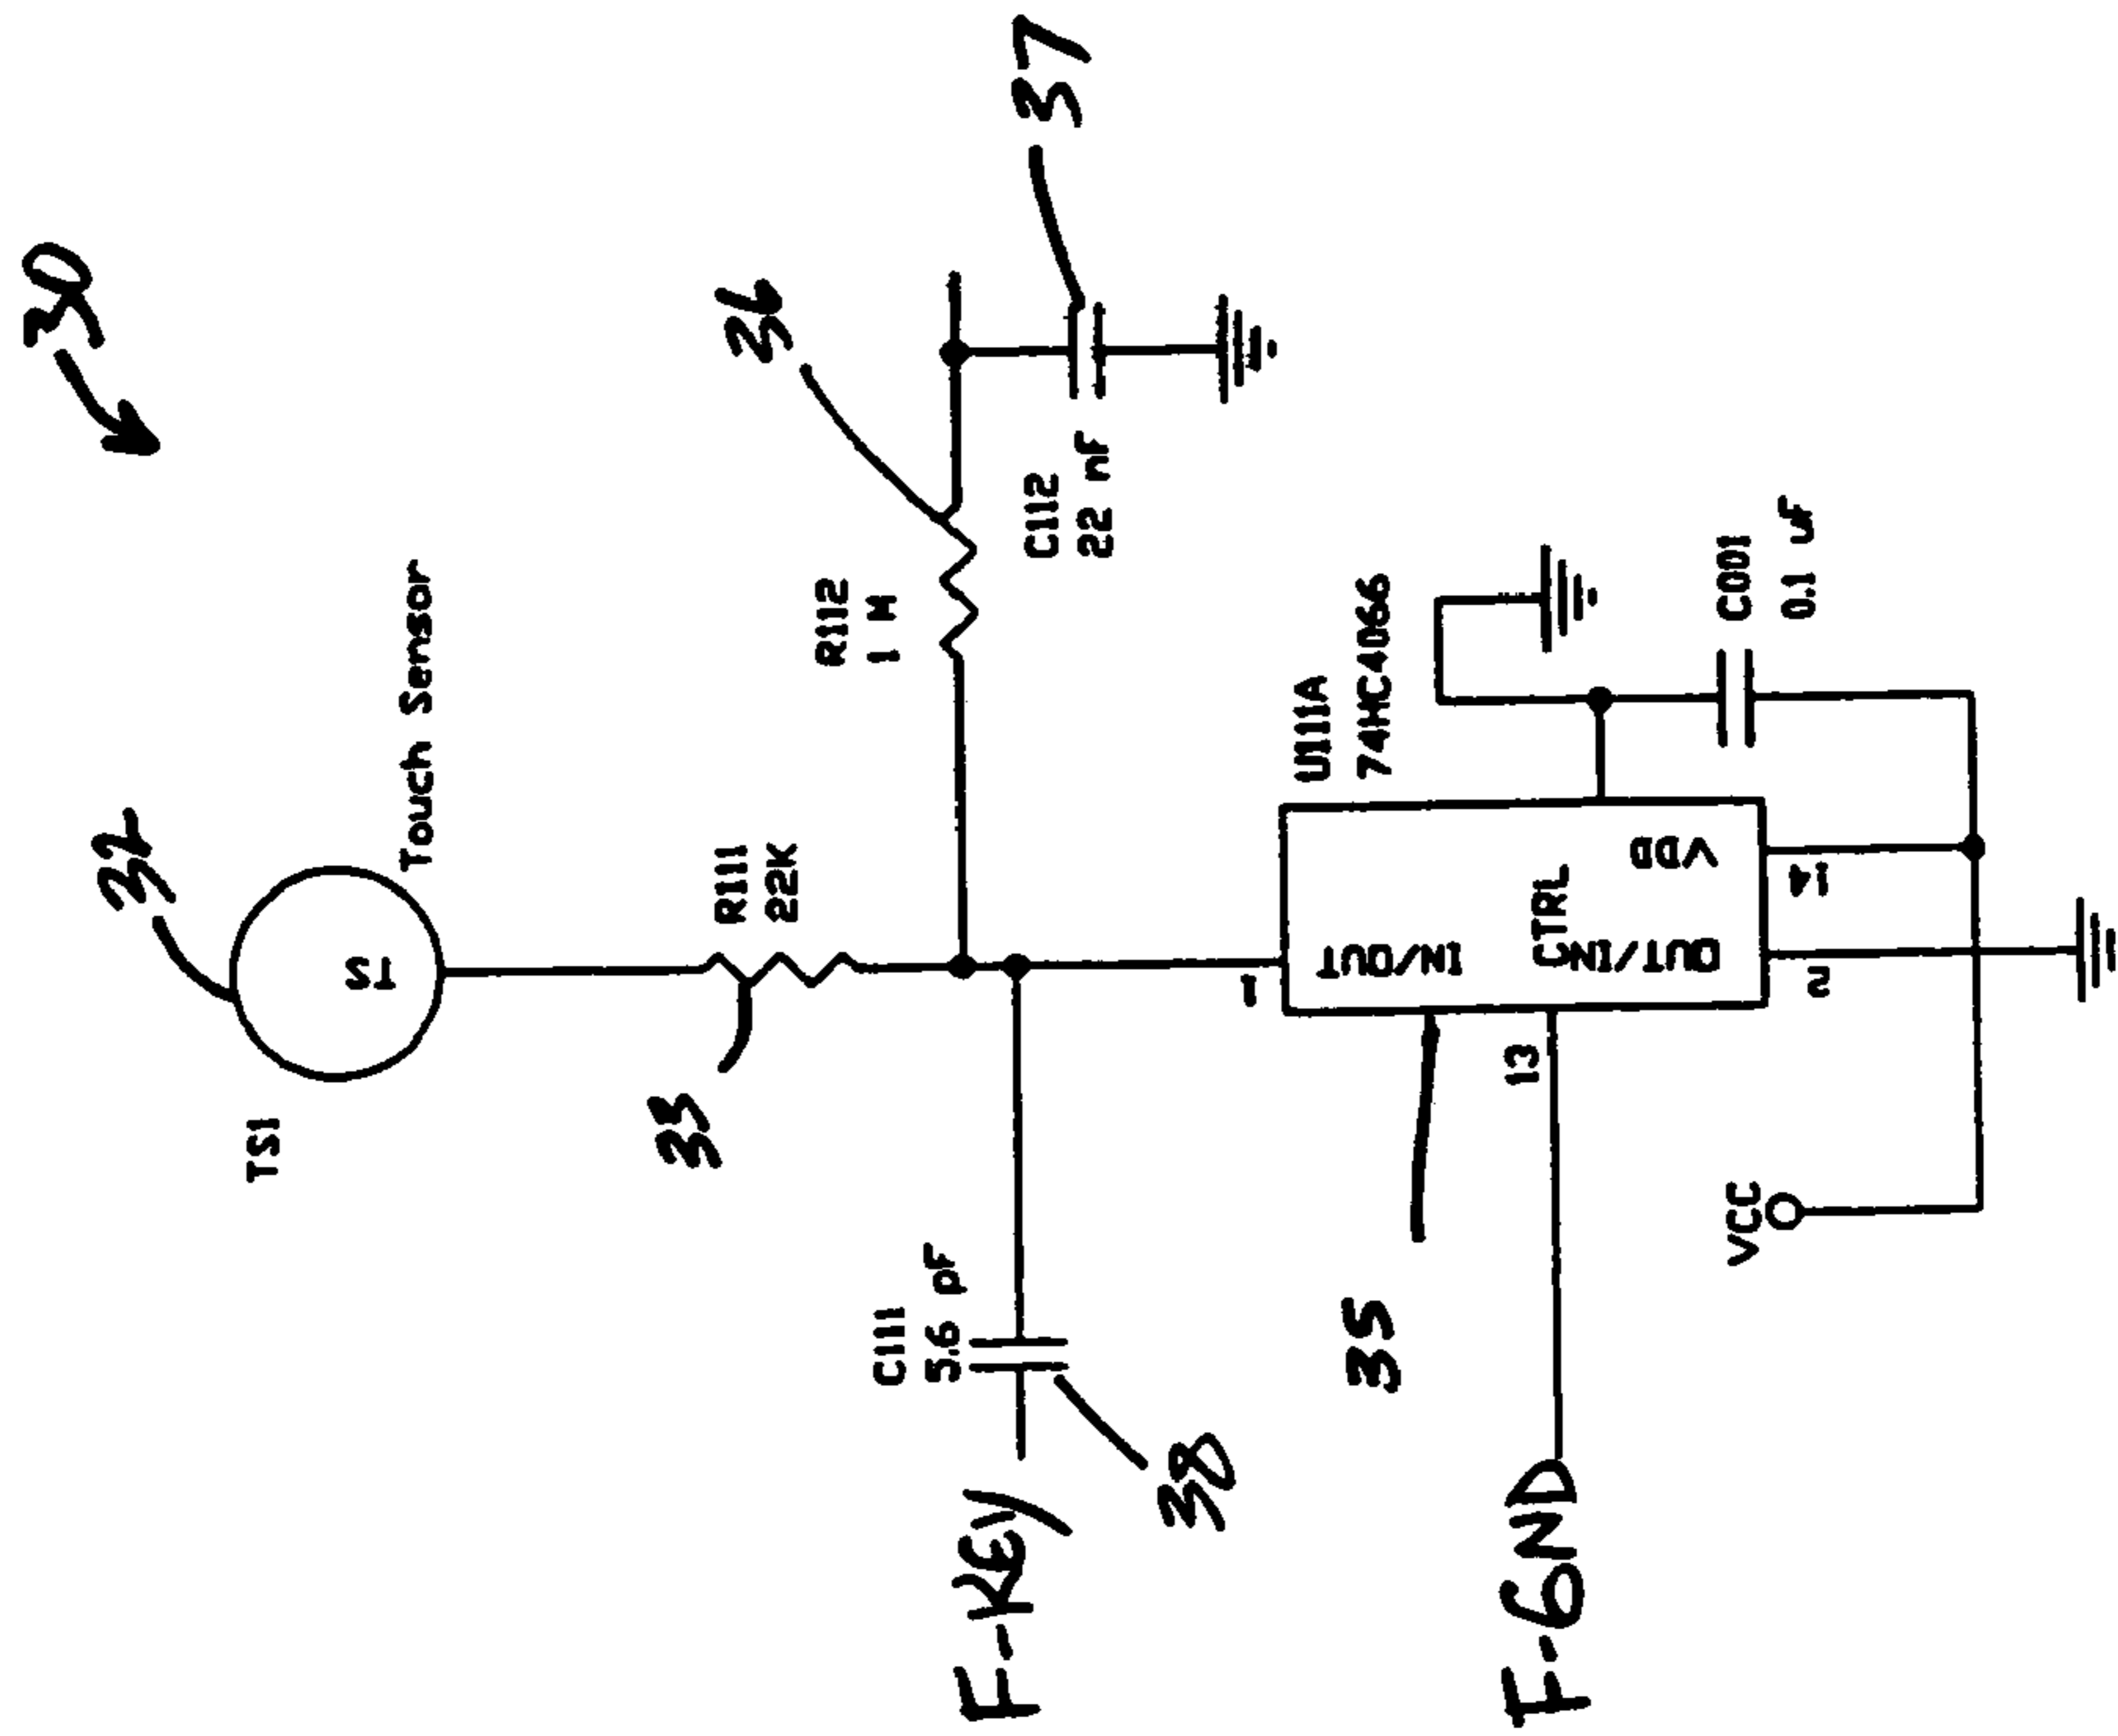 30
32
TS1
TS
Touch Sensor
33
R111
22K
36
R112
1 M
37
C112
22 nF
C111
5.6 pF
38
F-KEY
U111A
74HC4066
1
IN/OUT
CTRL
OUT/IN
VDD
13
14
2
35
F-GND
C001
0.1 uF
VCC